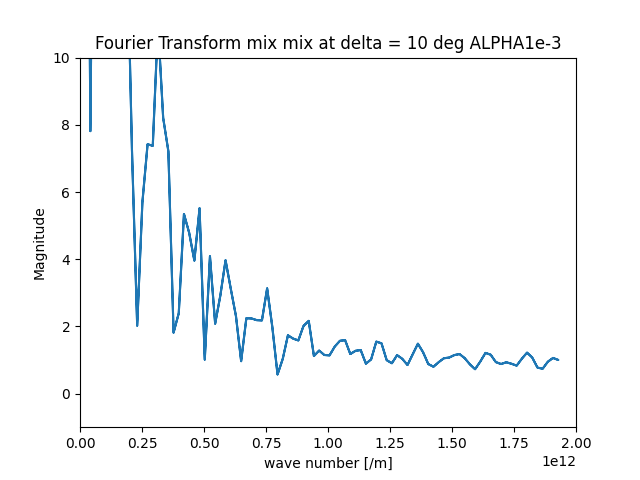 Fourier Transform mix mix at delta = 10 deg ALPHA1e-3
10
8
6
4
2
0
Magnitude
0.00 0.25 0.50 0.75 1.00 1.25 1.50 1.75 2.00
1e12
wave number [/m]